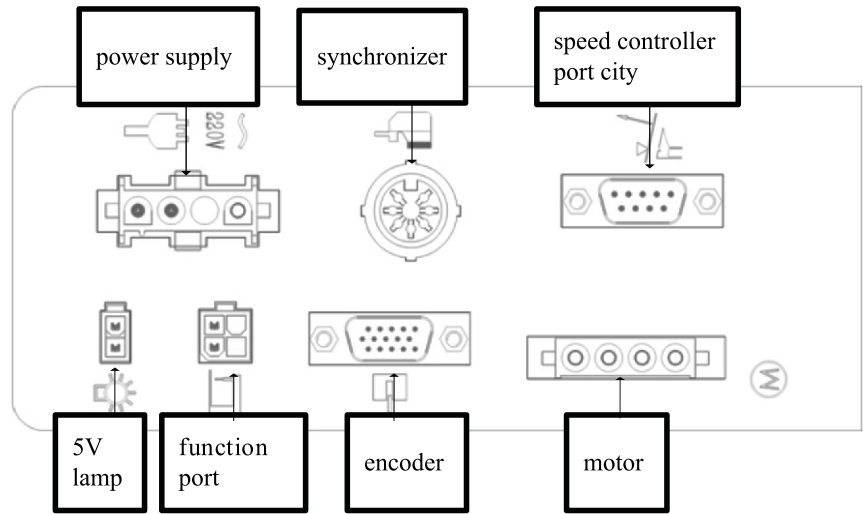 power supply
synchronizer
speed controller
port city
220V
5V
lamp
function
port
encoder
motor
M